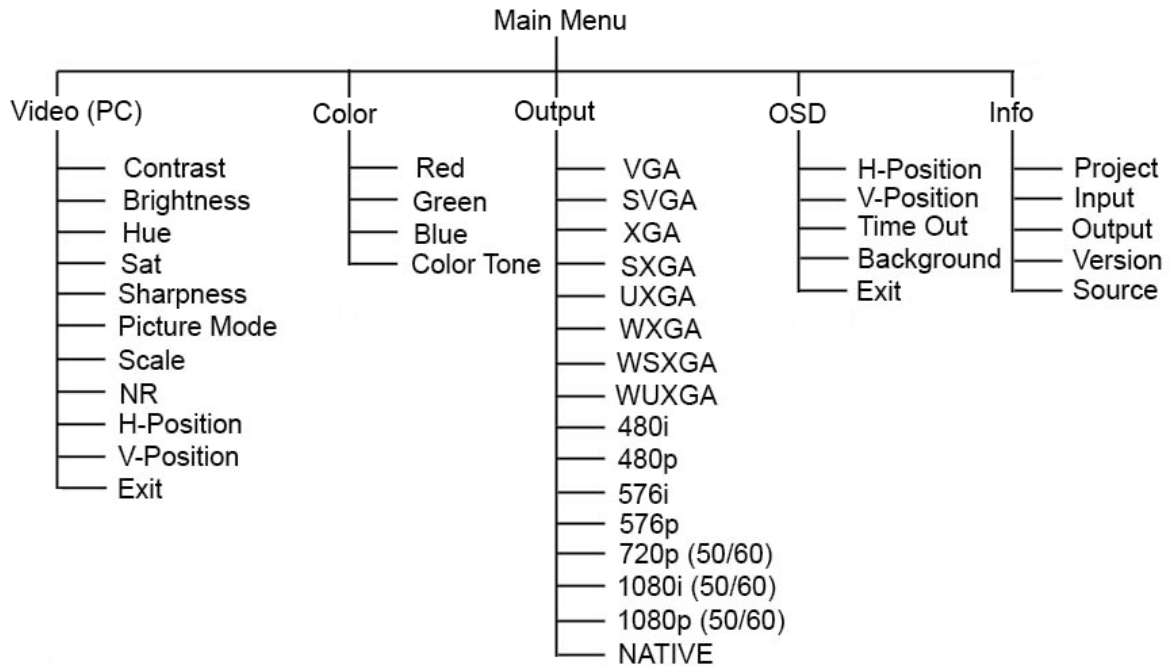 Main Menu
Video (PC)
Contrast
Brightness
Hue
Sat
Sharpness
Picture Mode
Scale
NR
H-Position
V-Position
Exit
Color
Red
Green
Blue
Color Tone
Output
VGA
SVGA
XGA
SXGA
UXGA
WXGA
WSXGA
WUXGA
480i
480p
576i
576p
720p (50/60)
1080i (50/60)
1080p (50/60)
NATIVE
OSD
H-Position
V-Position
Time Out
Background
Exit
Info
Project
Input
Output
Version
Source